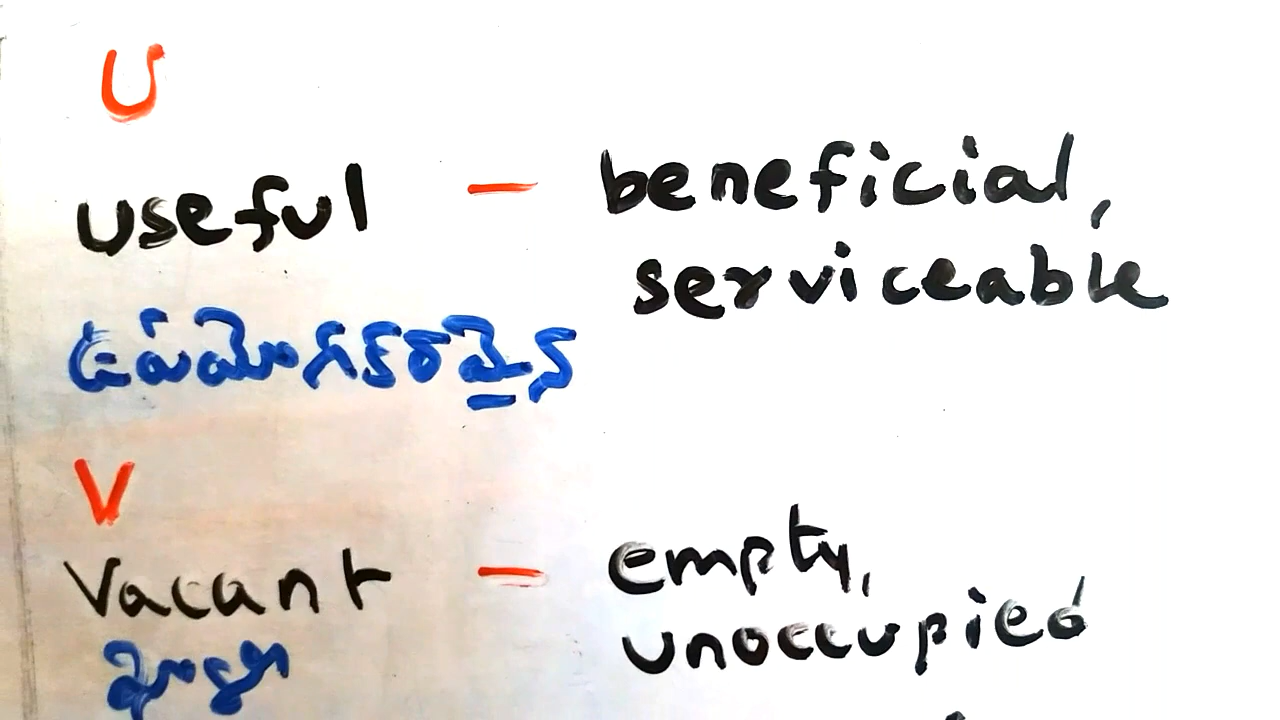 U
useful – beneficial,
serviceable
ఉపయోగకరమైన
V
Vacant – empty,
unoccupied
ఖాళీ